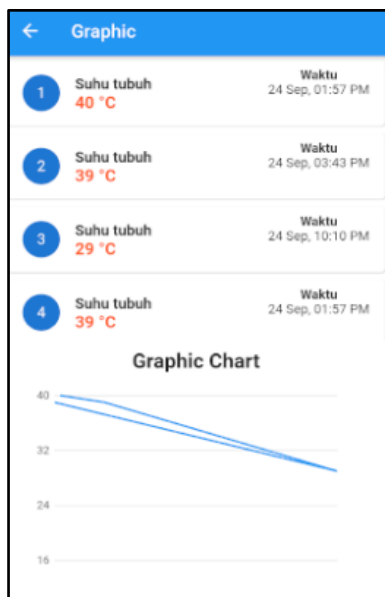 Graphic
1
Suhu tubuh
40 °C
Waktu
24 Sep, 01:57 PM
2
Suhu tubuh
39 °C
Waktu
24 Sep, 03:43 PM
3
Suhu tubuh
29 °C
Waktu
24 Sep, 10:10 PM
4
Suhu tubuh
39 °C
Waktu
24 Sep, 01:57 PM
Graphic Chart
40
32
24
16